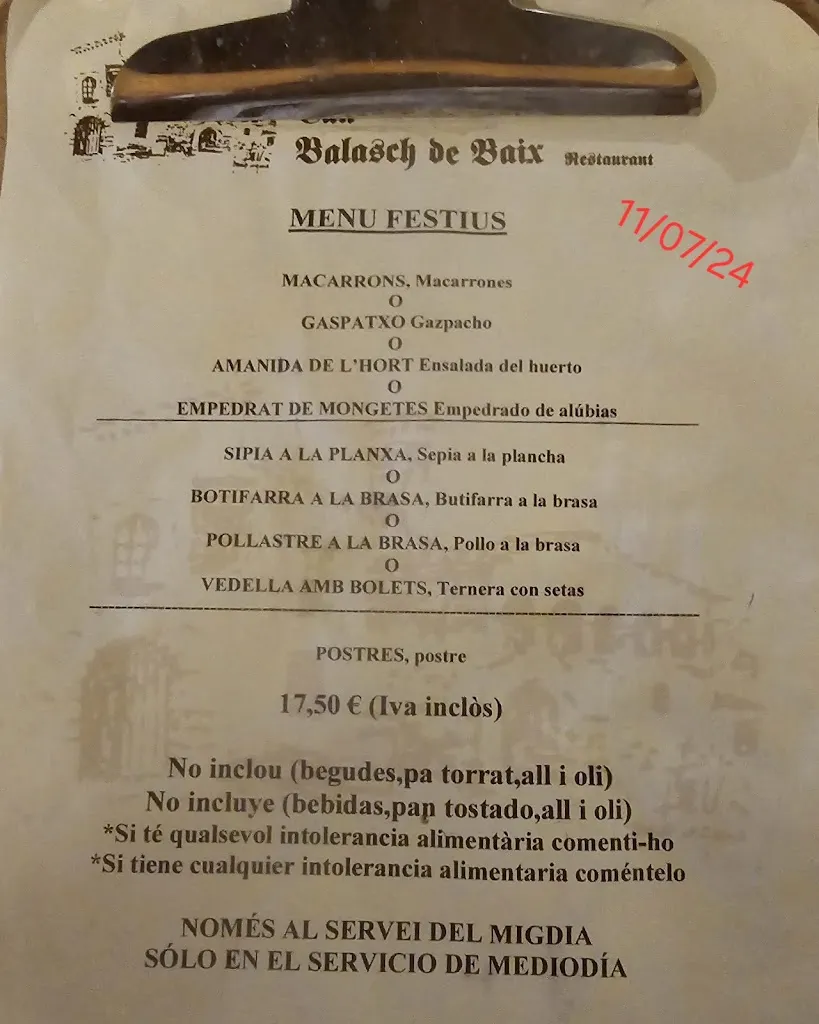 Balasch de Baix Restaurant
MENU FESTIUS
11/07/24
MACARRONS, Macarrones
O
GASPATXO Gazpacho
O
AMANIDA DE L'HORT Ensalada del huerto
O
EMPEDRAT DE MONGETES Empedrado de alúbias
SIPIA A LA PLANXA, Sepia a la plancha
O
BOTIFARRA A LA BRASA, Butifarra a la brasa
O
POLLASTRE A LA BRASA, Pollo a la brasa
O
VEDELLA AMB BOLETS, Ternera con setas
POSTRES, postre
17,50 € (Iva inclòs)
No inclou (begudes,pa torrat,all i oli)
No incluye (bebidas,pan tostado,all i oli)
*Si té qualsevol intolerancia alimentària comenti-ho
*Si tiene cualquier intolerancia alimentaria coméntelo
NOMÉS AL SERVEI DEL MIGDIA
SÓLO EN EL SERVICIO DE MEDIODÍA